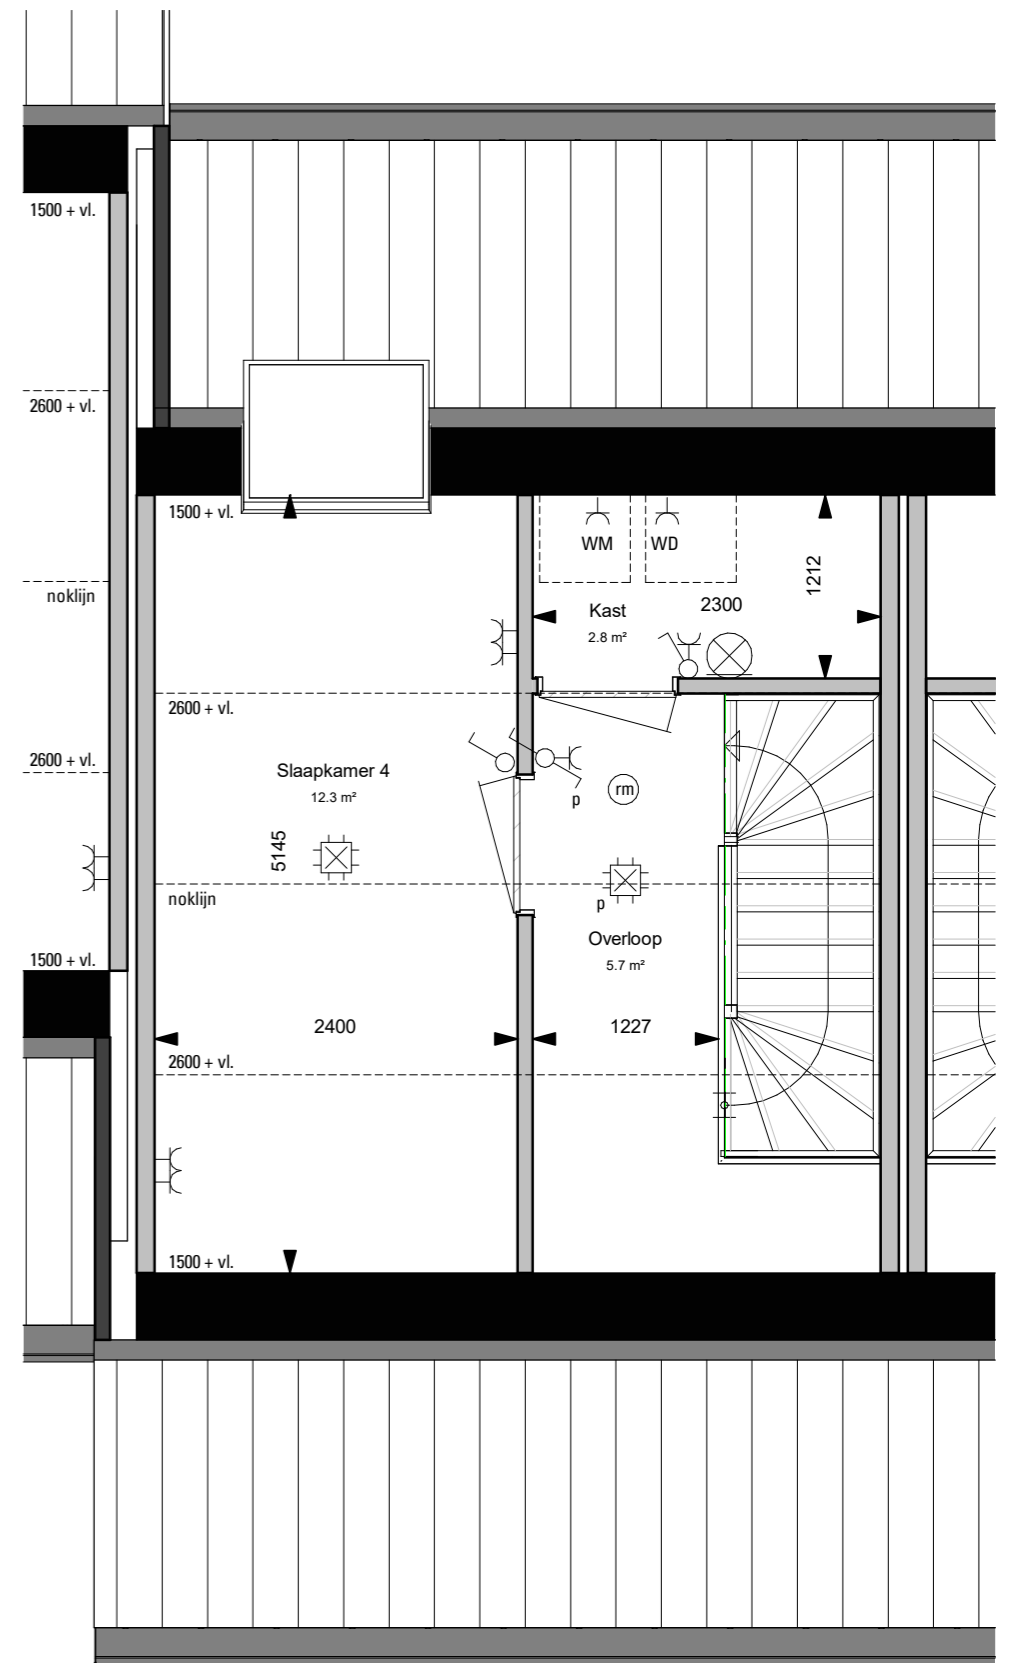 1500 + vl.
2600 + vl.
noklijn
2600 + vl.
1500 + vl.
1500 + vl.
WM
WD
1212
Kast
2.8 m²
2300
2600 + vl.
Slaapkamer 4
12.3 m²
p
rm
5145
noklijn
p
Overloop
5.7 m²
2400
1227
2600 + vl.
1500 + vl.